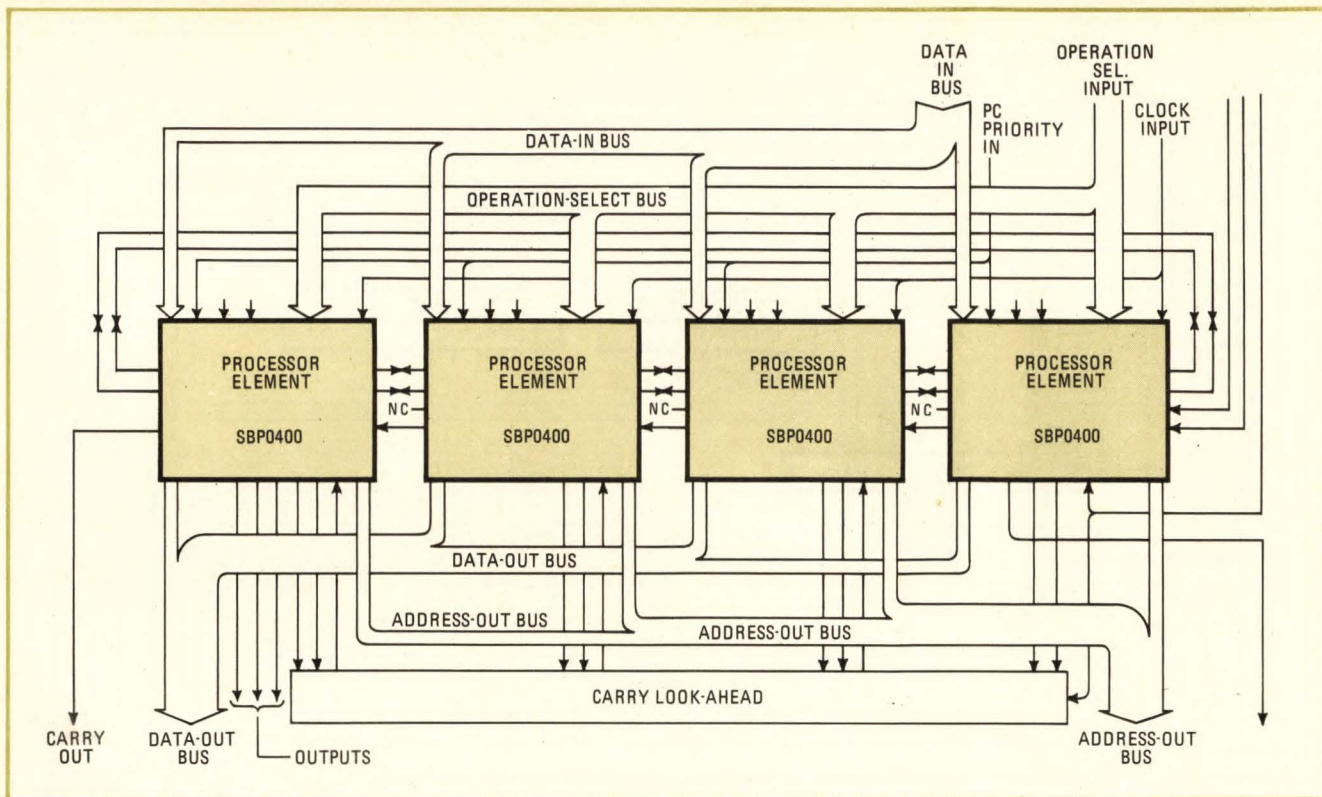 DATA
IN
BUS
OPERATION
SEL.
INPUT
PC
PRIORITY
IN
CLOCK
INPUT
DATA-IN BUS
OPERATION-SELECT BUS
PROCESSOR
ELEMENT
SBP0400
NC
PROCESSOR
ELEMENT
SBP0400
NC
PROCESSOR
ELEMENT
SBP0400
NC
PROCESSOR
ELEMENT
SBP0400
DATA-OUT BUS
ADDRESS-OUT BUS
ADDRESS-OUT BUS
CARRY LOOK-AHEAD
CARRY
OUT
DATA-OUT
BUS
OUTPUTS
ADDRESS-OUT
BUS